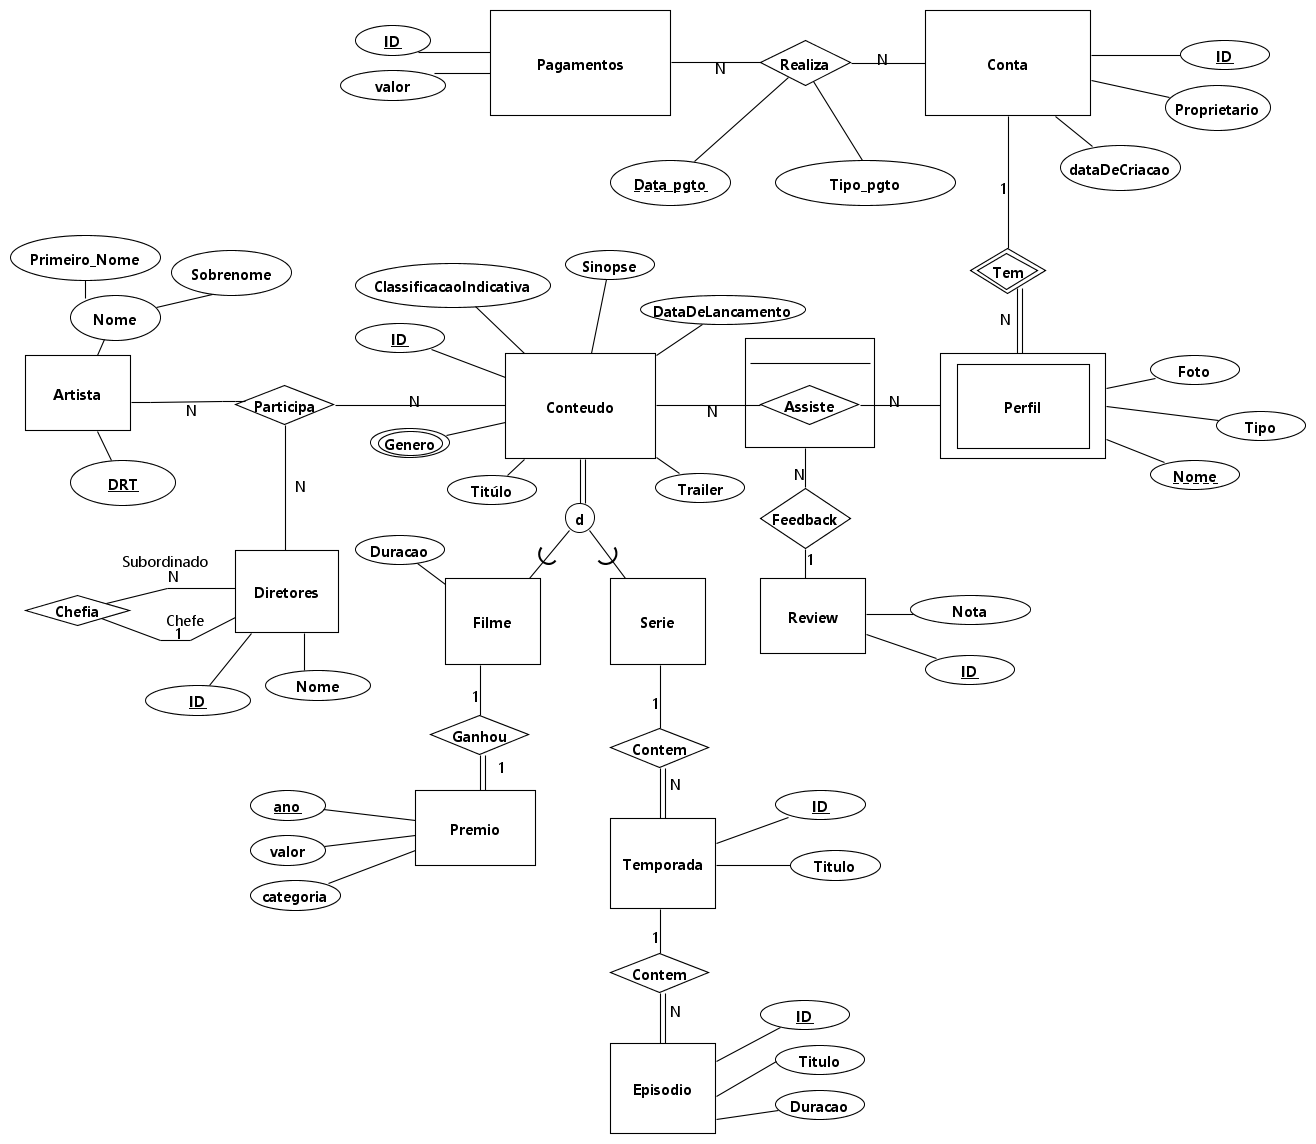 ID
valor
Pagamentos
N
Realiza
N
Conta
ID
Proprietario
dataDeCriacao
Data_pgto
Tipo_pgto
1
Tem
N
Primeiro_Nome
Sobrenome
Nome
Artista
DRT
N
Participa
N
N
ClassificacaoIndicativa
Sinopse
DataDeLancamento
ID
Conteudo
Genero
Titúlo
Trailer
N
Assiste
N
Perfil
Foto
Tipo
Nome
N
Feedback
1
Review
Nota
ID
d
Duracao
Filme
Serie
Subordinado
N
Chefia
Chefe
1
Diretores
ID
Nome
1
Ganhou
1
ano
valor
categoria
Premio
1
Contem
N
Temporada
ID
Titulo
1
Contem
N
Episodio
ID
Titulo
Duracao